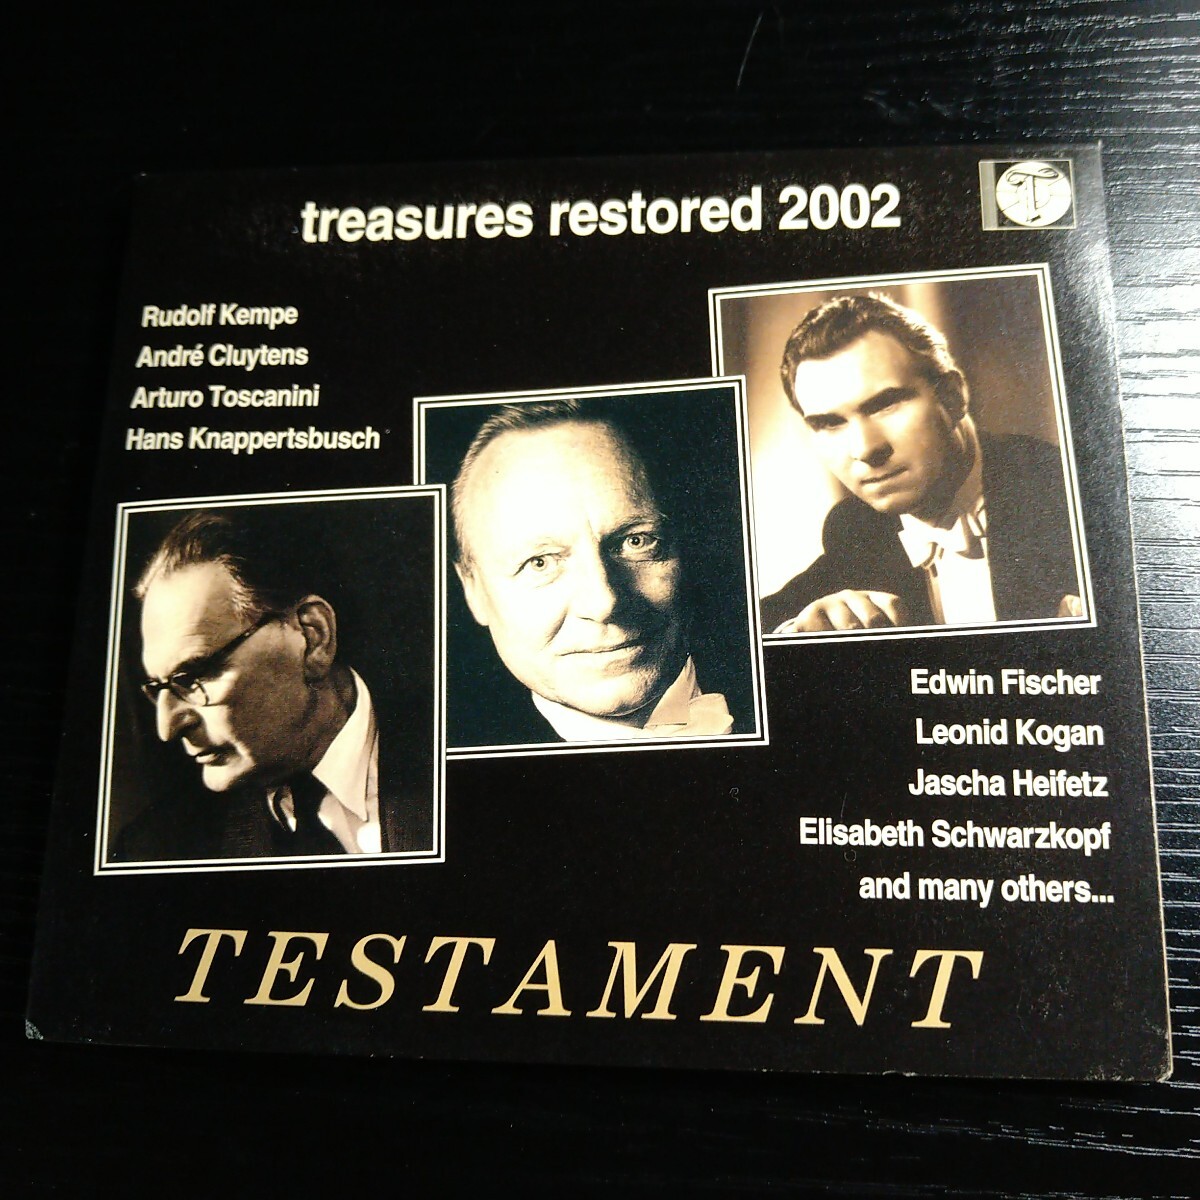 treasures restored 2002
T
Rudolf Kempe
André Cluytens
Arturo Toscanini
Hans Knappertsbusch
Edwin Fischer
Leonid Kogan
Jascha Heifetz
Elisabeth Schwarzkopf
and many others...
TESTAMENT